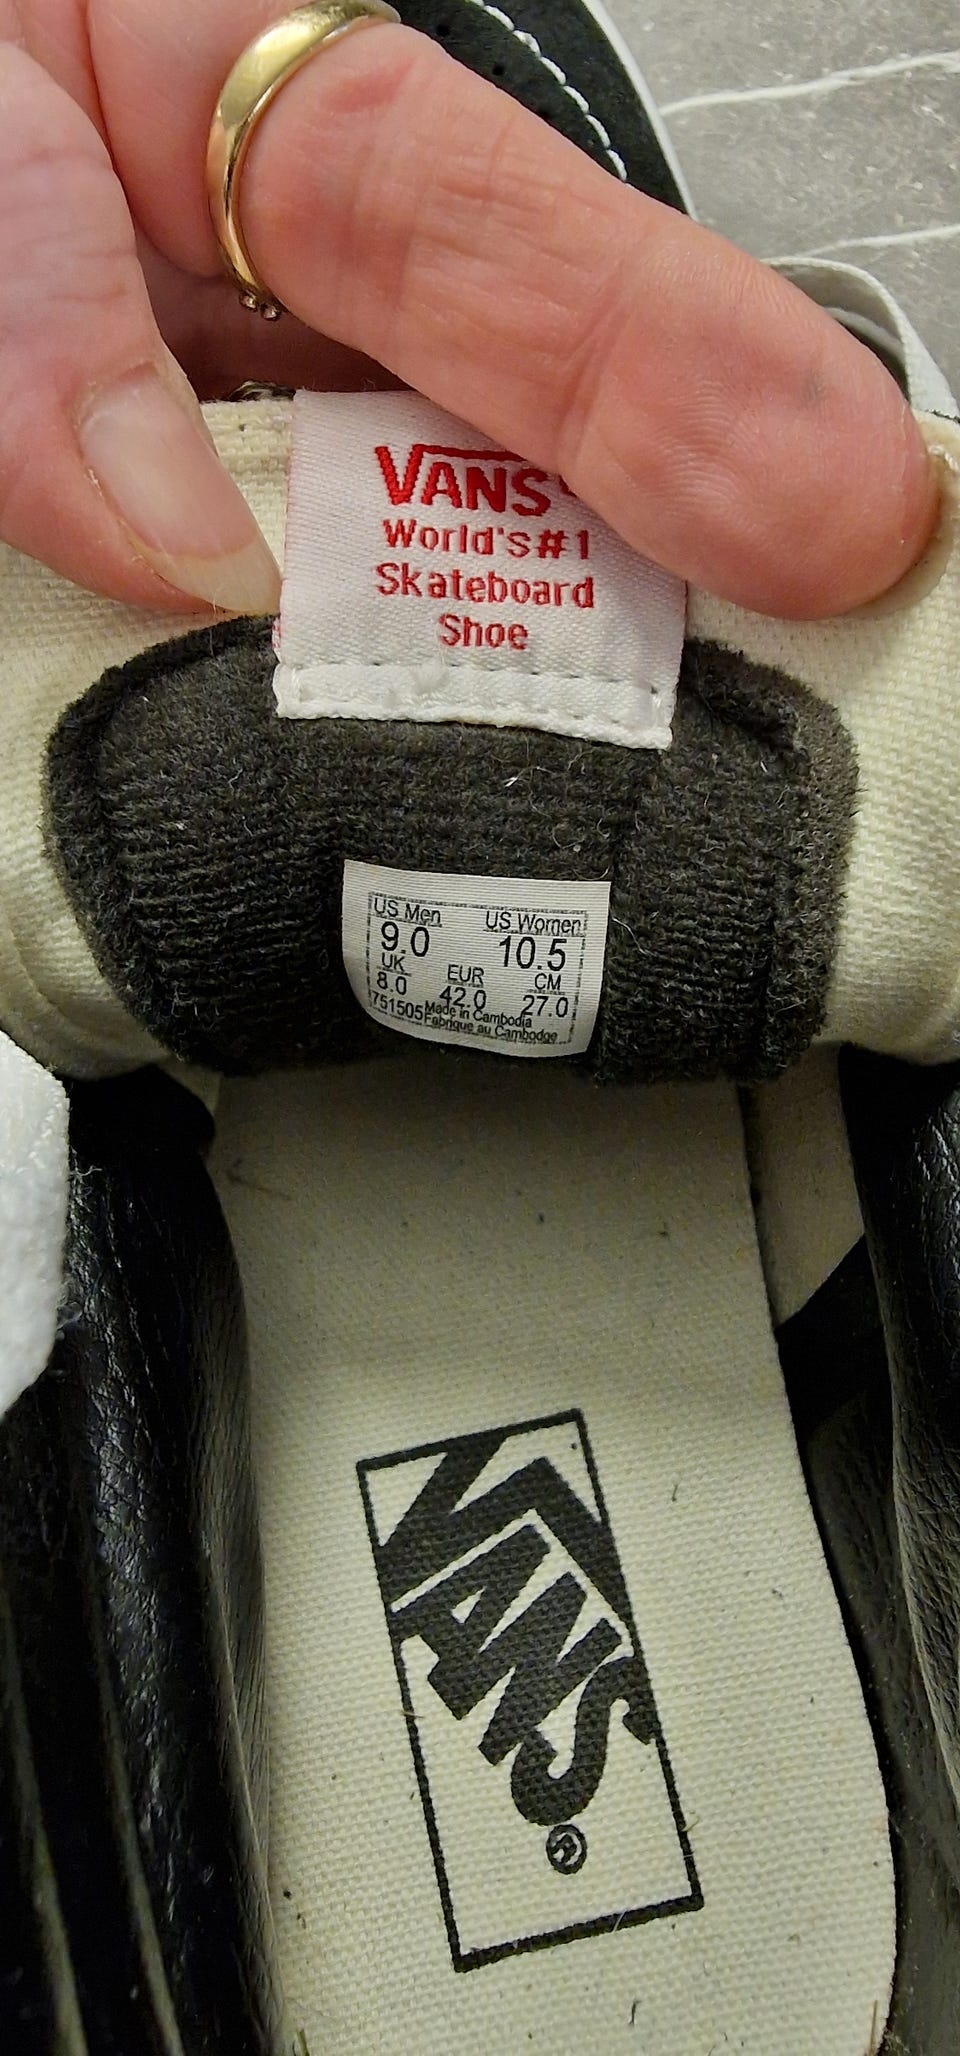 VANS
World's #1
Skateboard
Shoe
US Men US Women
9.0 10.5
UK EUR CM
8.0 42.0 27.0
751505 Made in Cambodia
Fabrique au Cambodge
VANS
®